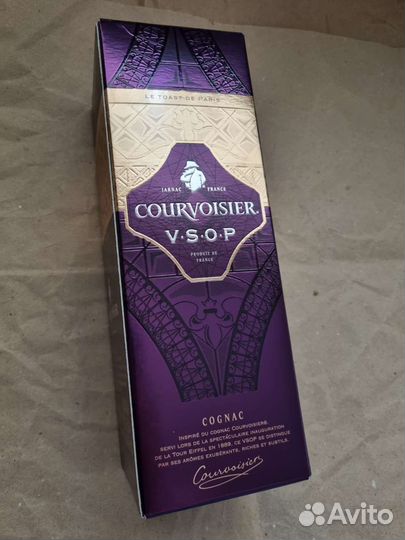 LE TOAST DE PARIS
JARNAC FRANCE
COURVOISIER
V·S·O·P
PRODUIT DE
FRANCE
COGNAC
INSPIRÉ DU COGNAC COURVOISIER®
SERVI LORS DE LA SPECTACULAIRE INAUGURATION
DE LA TOUR EIFFEL EN 1889, CE VSOP SE DISTINGUE
PAR SES ARÔMES EXUBÉRANTS, RICHES ET SUBTILS.
Courvoisier
Avito